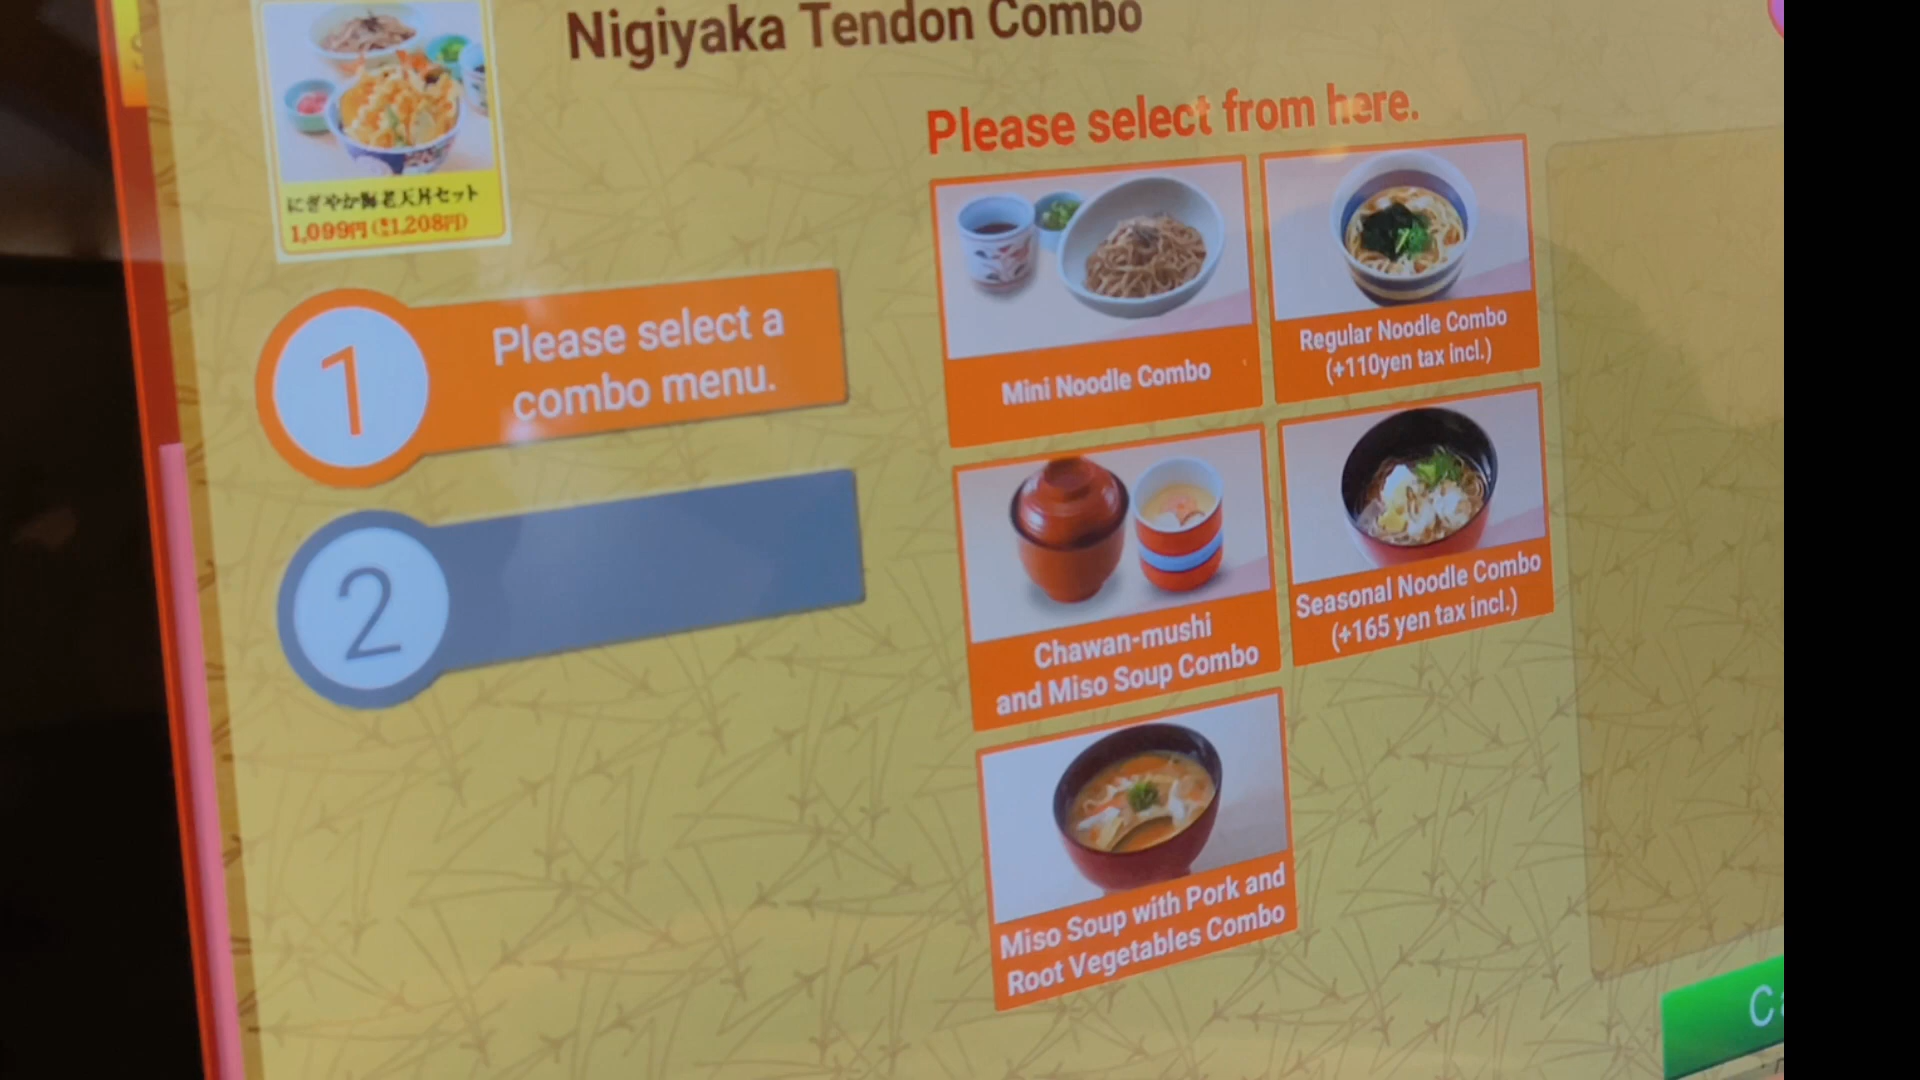 Nigiyaka Tendon Combo
にぎやか海老天丼セット
1,099円 (税1,208円)
Please select from here.
1
Please select a
combo menu.
2
Mini Noodle Combo
Regular Noodle Combo
(+110yen tax incl.)
Chawan-mushi
and Miso Soup Combo
Seasonal Noodle Combo
(+165 yen tax incl.)
Miso Soup with Pork and
Root Vegetables Combo